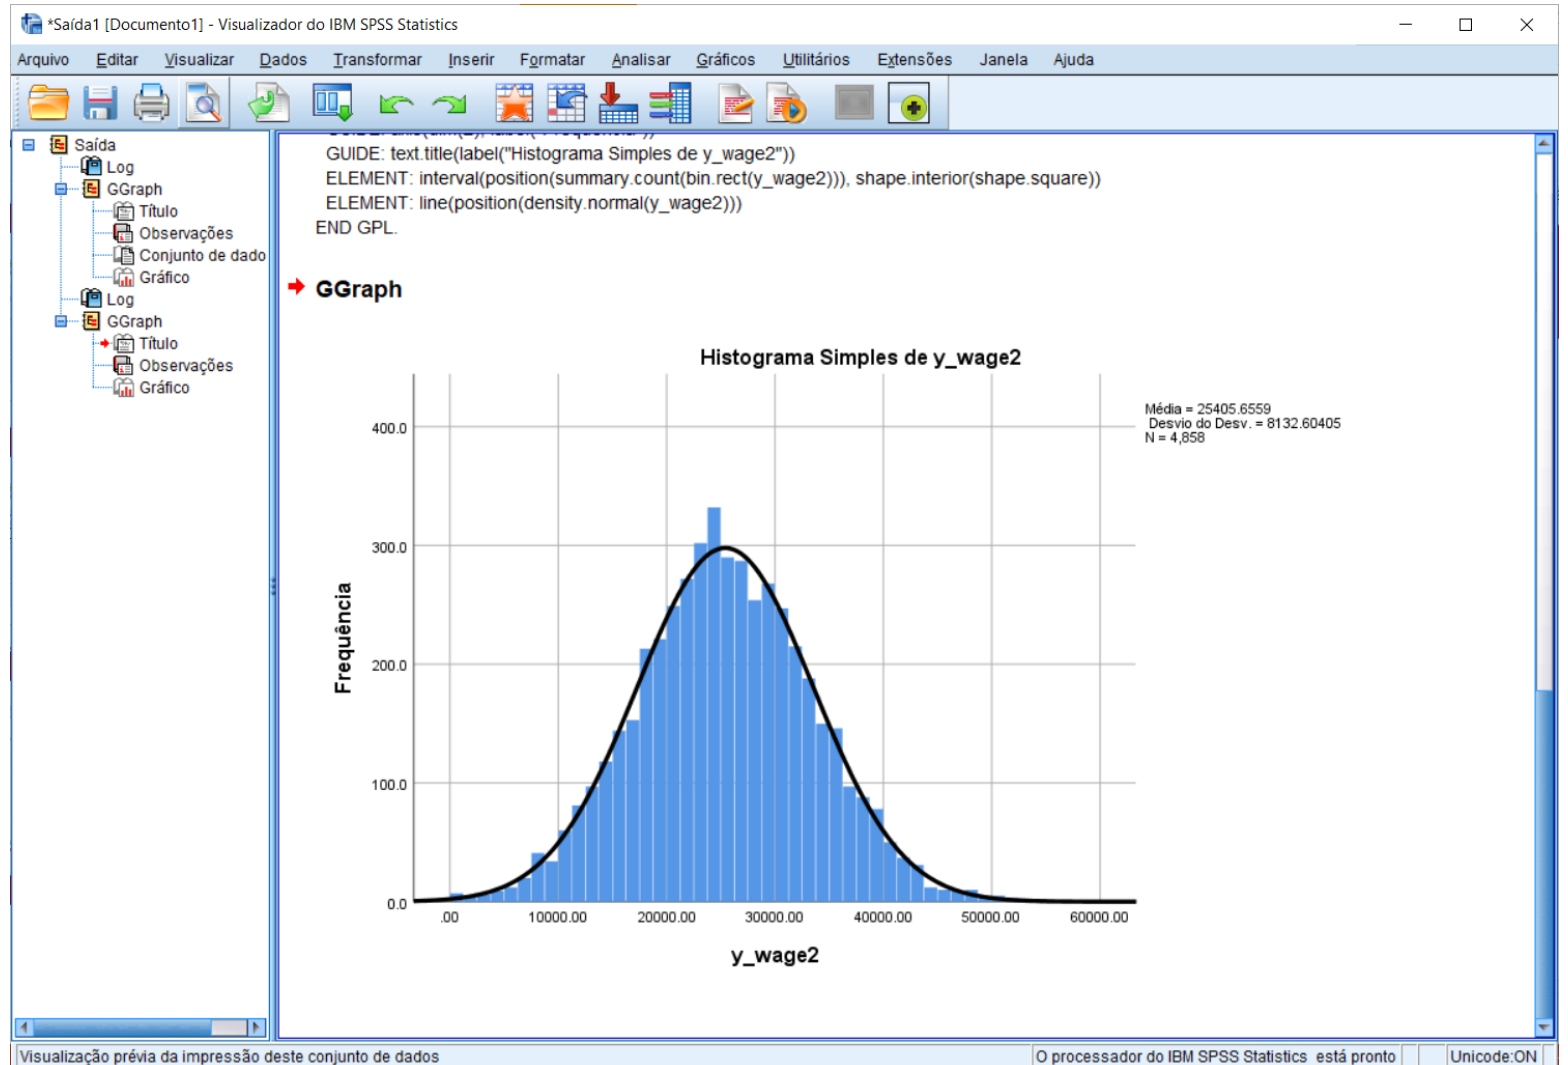 *Saída1 [Documento1] - Visualizador do IBM SPSS Statistics
Arquivo Editar Visualizar Dados Transformar Inserir Formatar Analisar Gráficos Utilitários Extensões Janela Ajuda
Saída
Log
GGraph
Título
Observações
Conjunto de dado
Gráfico
Log
GGraph
Título
Observações
Gráfico
GUIDE: text.title(label("Histograma Simples de y_wage2"))
ELEMENT: interval(position(summary.count(bin.rect(y_wage2))), shape.interior(shape.square))
ELEMENT: line(position(density.normal(y_wage2)))
END GPL.
GGraph
Histograma Simples de y_wage2
Média = 25405.6559
Desvio do Desv. = 8132.60405
N = 4,858
Frequência
400.0
300.0
200.0
100.0
0.0
.00 10000.00 20000.00 30000.00 40000.00 50000.00 60000.00
y_wage2
Visualização prévia da impressão deste conjunto de dados
O processador do IBM SPSS Statistics está pronto
Unicode:ON